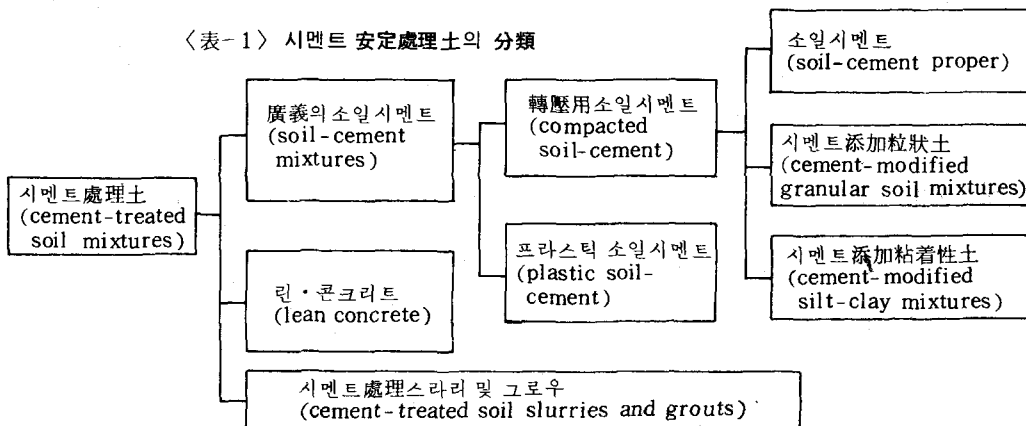 〈表-1〉 시멘트 安定處理土의 分類
시멘트處理土
(cement-treated
soil mixtures)
廣義의소일시멘트
(soil-cement
mixtures)
린·콘크리트
(lean concrete)
시멘트處理스라리 및 그로우
(cement-treated soil slurries and grouts)
轉壓用소일시멘트
(compacted
soil-cement)
프라스틱 소일시멘트
(plastic soil-
cement)
소일시멘트
(soil-cement proper)
시멘트添加粒狀土
(cement-modified
granular soil mixtures)
시멘트添加粘着性土
(cement-modified
silt-clay mixtures)